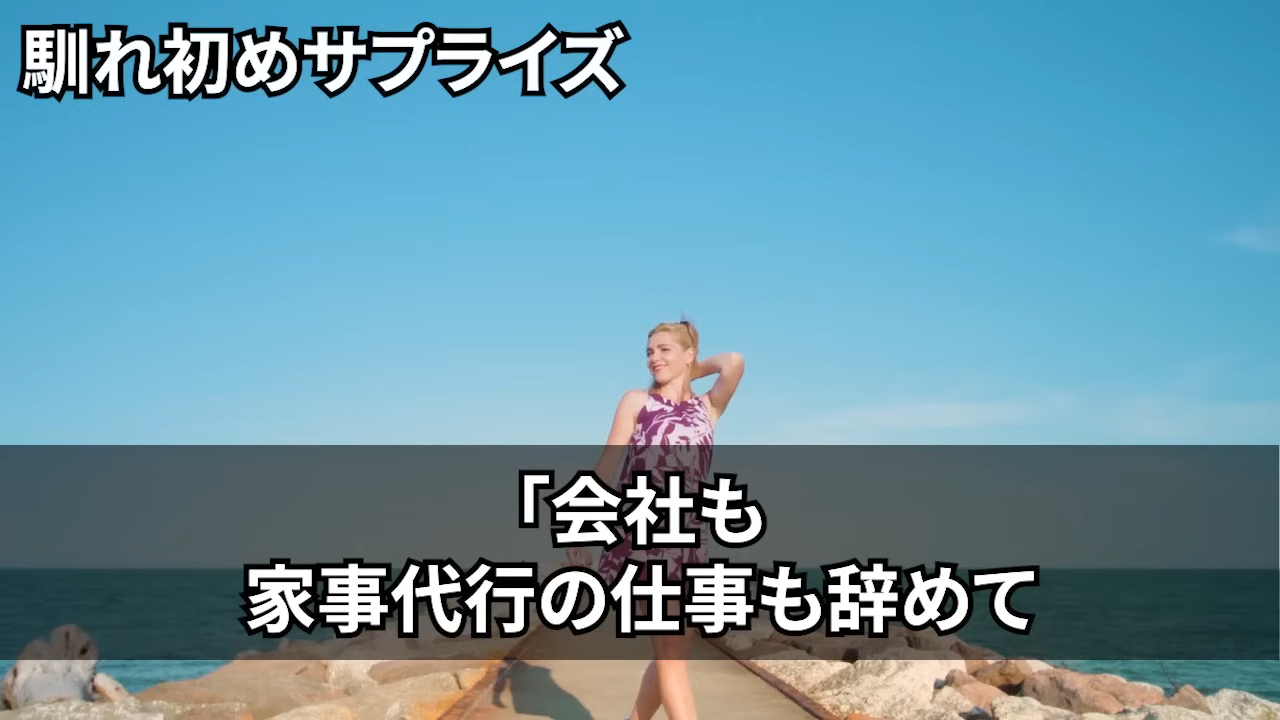 馴れ初めサプライズ
「会社も
家事代行の仕事も辞めて